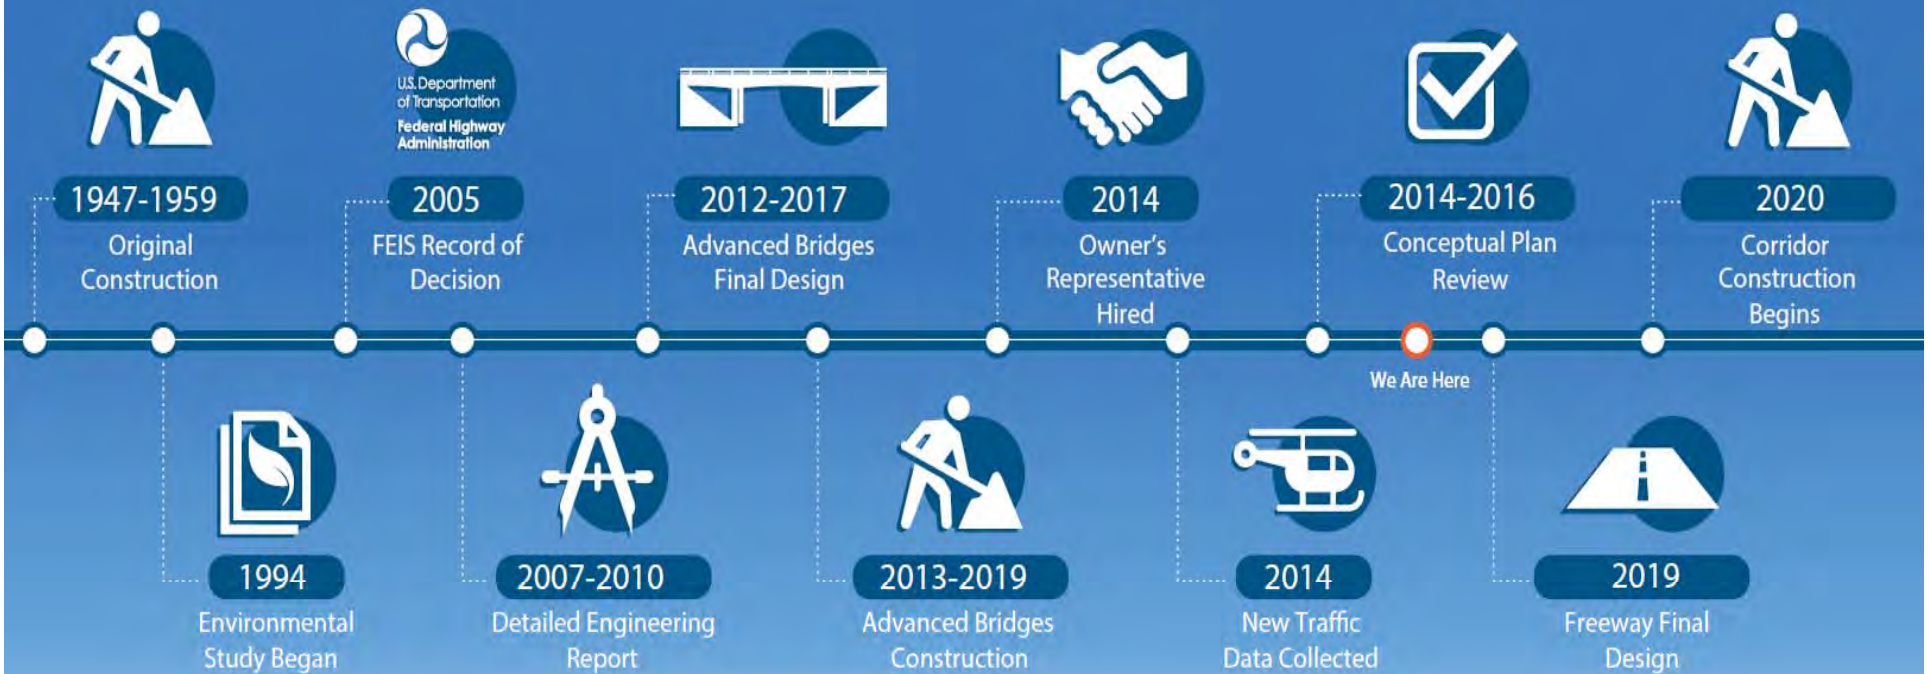 U.S. Department
of Transportation
Federal Highway
Administration
1947-1959
Original
Construction
2005
FEIS Record of
Decision
2012-2017
Advanced Bridges
Final Design
2014
Owner's
Representative
Hired
2014-2016
Conceptual Plan
Review
2020
Corridor
Construction
Begins
We Are Here
1994
Environmental
Study Began
2007-2010
Detailed Engineering
Report
2013-2019
Advanced Bridges
Construction
2014
New Traffic
Data Collected
2019
Freeway Final
Design